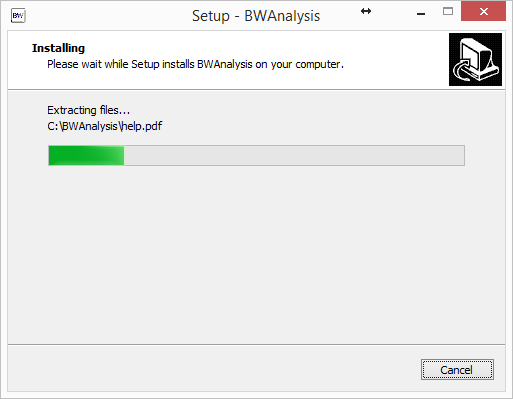 BW
Setup - BWAnalysis
Installing
Please wait while Setup installs BWAnalysis on your computer.
Extracting files...
C:\BWAnalysis\help.pdf
Cancel